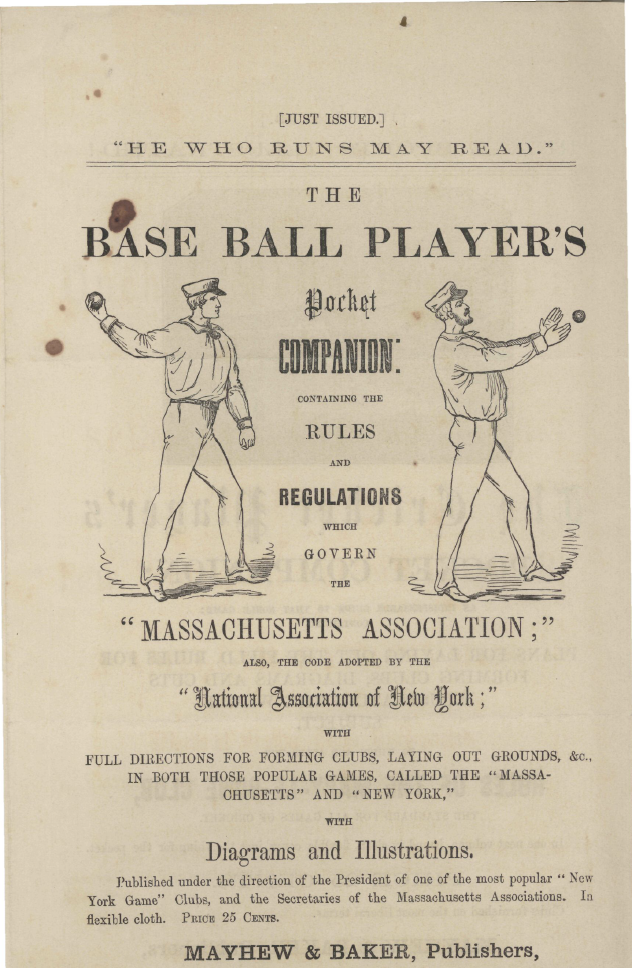 [JUST ISSUED.]
"HE WHO RUNS MAY READ."
THE
BASE BALL PLAYER'S
Pocket
COMPANION:
CONTAINING THE
RULES
AND
REGULATIONS
WHICH
GOVERN
THE
"MASSACHUSETTS ASSOCIATION;"
ALSO, THE CODE ADOPTED BY THE
"National Association of New York;"
WITH
FULL DIRECTIONS FOR FORMING CLUBS, LAYING OUT GROUNDS, &c.,
IN BOTH THOSE POPULAR GAMES, CALLED THE "MASSA-
CHUSETTS" AND "NEW YORK,"
WITH
Diagrams and Illustrations.
Published under the direction of the President of one of the most popular "New
York Game" Clubs, and the Secretaries of the Massachusetts Associations. In
flexible cloth. PRICE 25 CENTS.
MAYHEW & BAKER, Publishers,